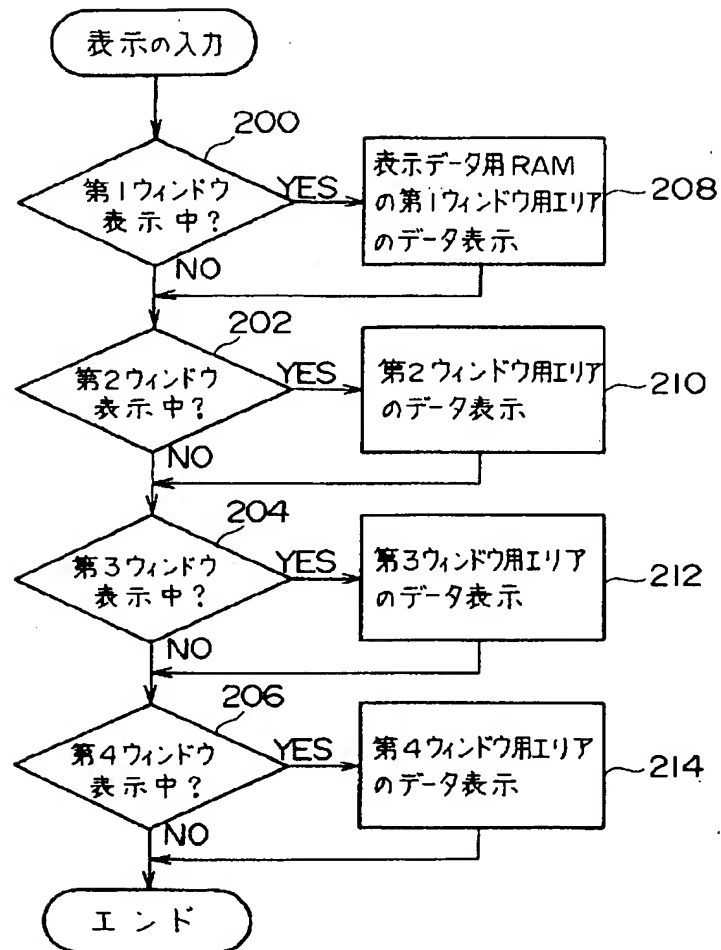 表示の入力
200
第1ウィンドウ
表示中?
YES
表示データ用RAM
の第1ウィンドウ用エリア
のデータ表示
208
NO
202
第2ウィンドウ
表示中?
YES
第2ウィンドウ用エリア
のデータ表示
210
NO
204
第3ウィンドウ
表示中?
YES
第3ウィンドウ用エリア
のデータ表示
212
NO
206
第4ウィンドウ
表示中?
YES
第4ウィンドウ用エリア
のデータ表示
214
NO
エンド